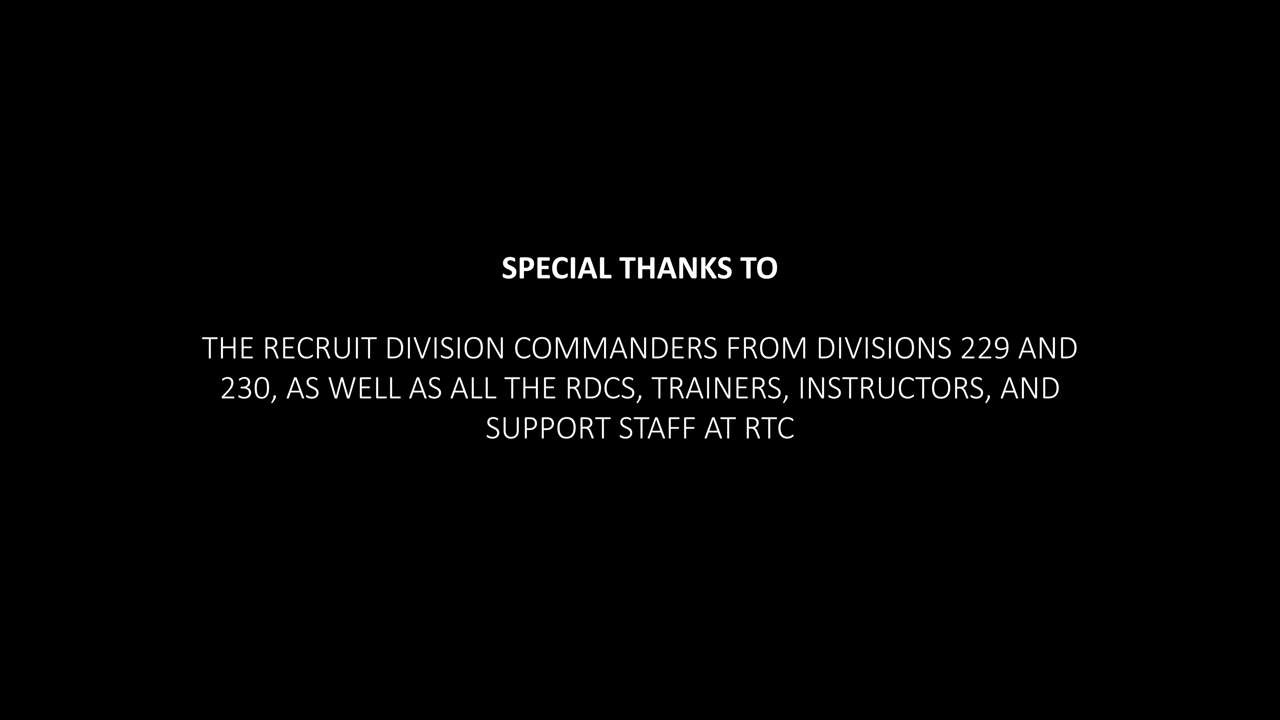 SPECIAL THANKS TO
THE RECRUIT DIVISION COMMANDERS FROM DIVISIONS 229 AND
230, AS WELL AS ALL THE RDCS, TRAINERS, INSTRUCTORS, AND
SUPPORT STAFF AT RTC